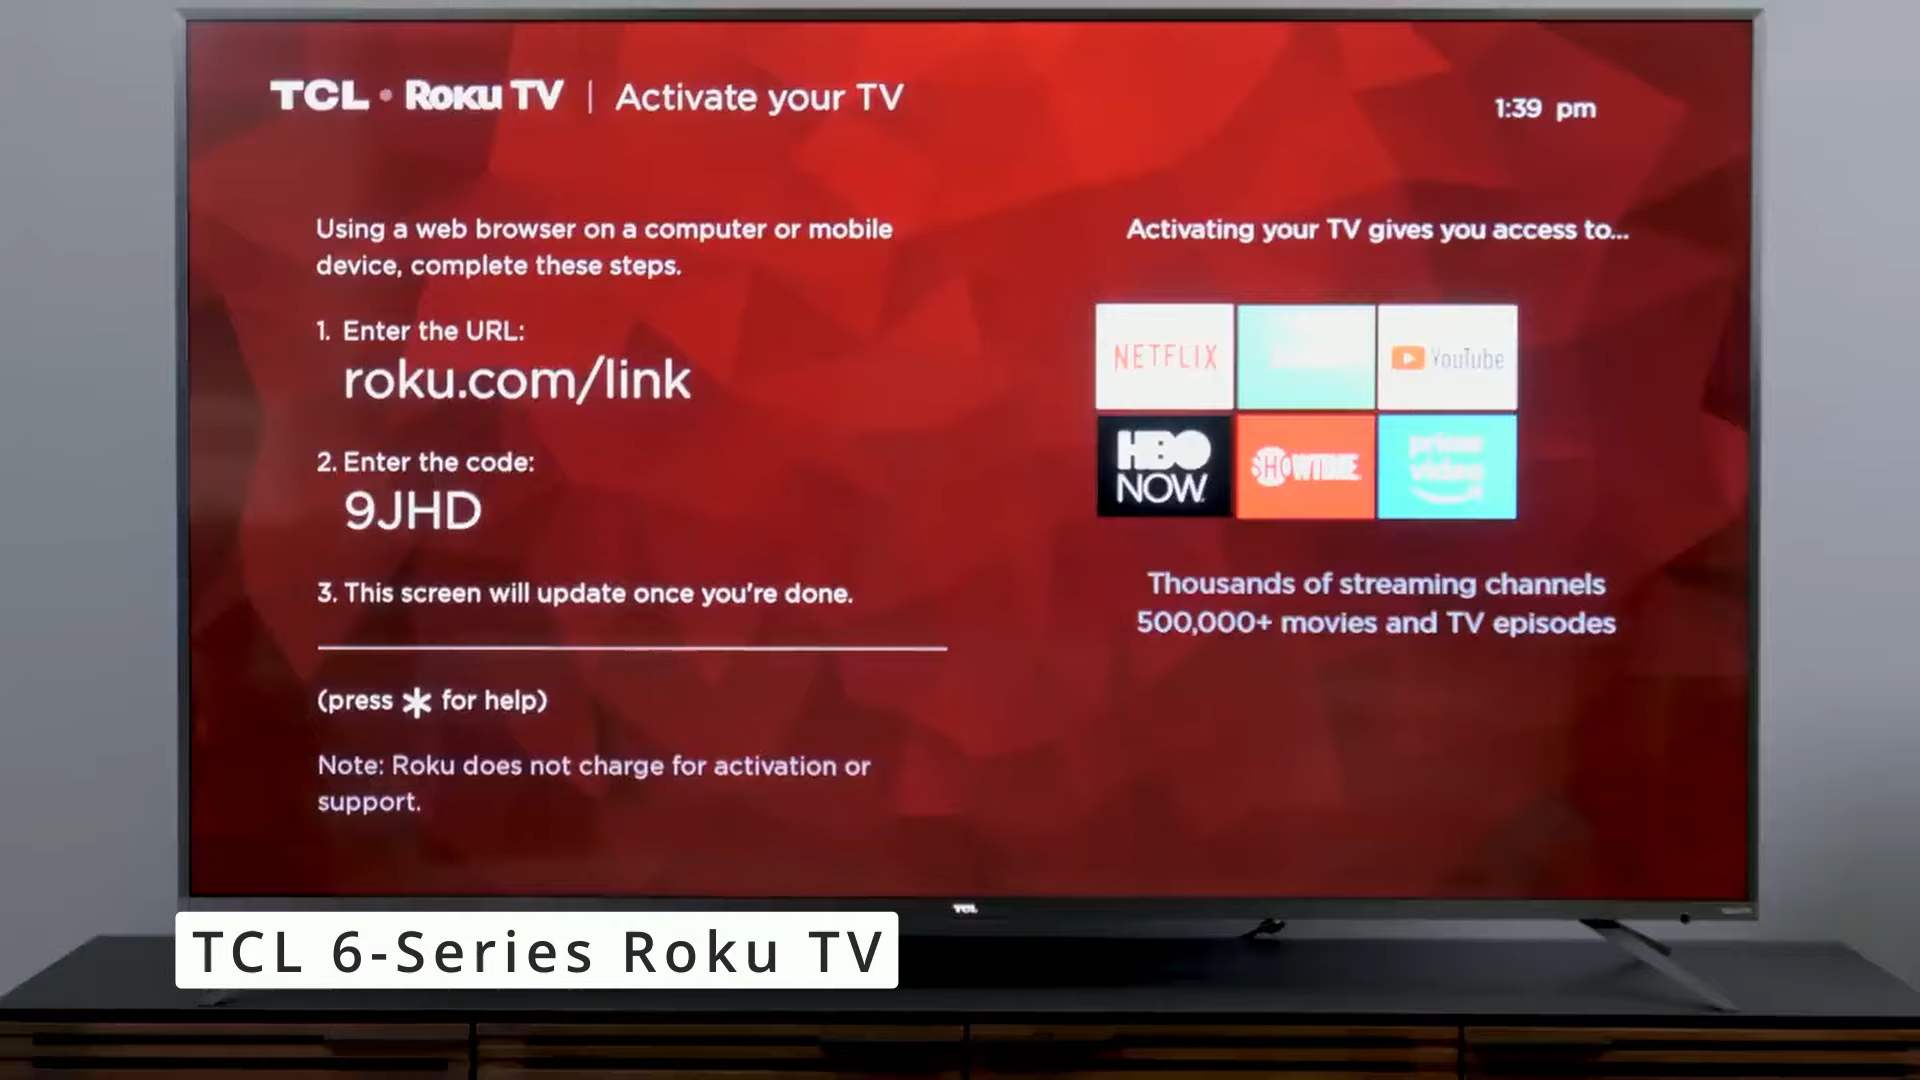 TCL • Roku TV | Activate your TV
1:39 pm
Using a web browser on a computer or mobile
device, complete these steps.
1. Enter the URL:
roku.com/link
2. Enter the code:
9JHD
3. This screen will update once you're done.
(press * for help)
Note: Roku does not charge for activation or
support.
Activating your TV gives you access to...
NETFLIX
YouTube
HBO
NOW
SHOWTIME
prime
video
Thousands of streaming channels
500,000+ movies and TV episodes
TCL
TCL 6-Series Roku TV